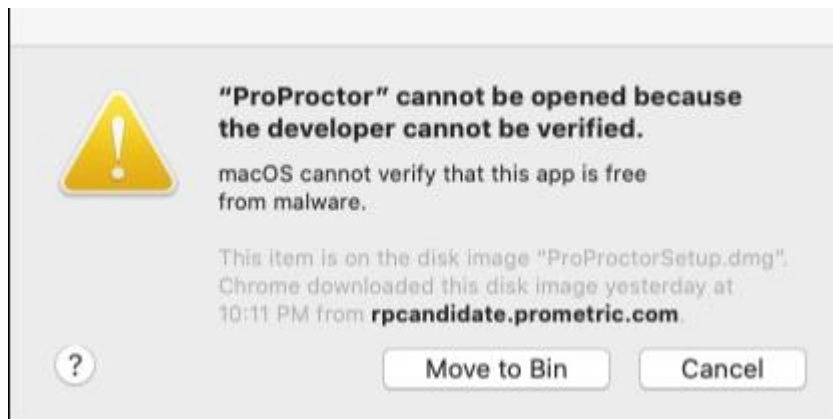 “ProProctor” cannot be opened because
the developer cannot be verified.
macOS cannot verify that this app is free
from malware.
This item is on the disk image “ProProctorSetup.dmg”.
Chrome downloaded this disk image yesterday at
10:11 PM from rpcandidate.prometric.com.
?
Move to Bin
Cancel